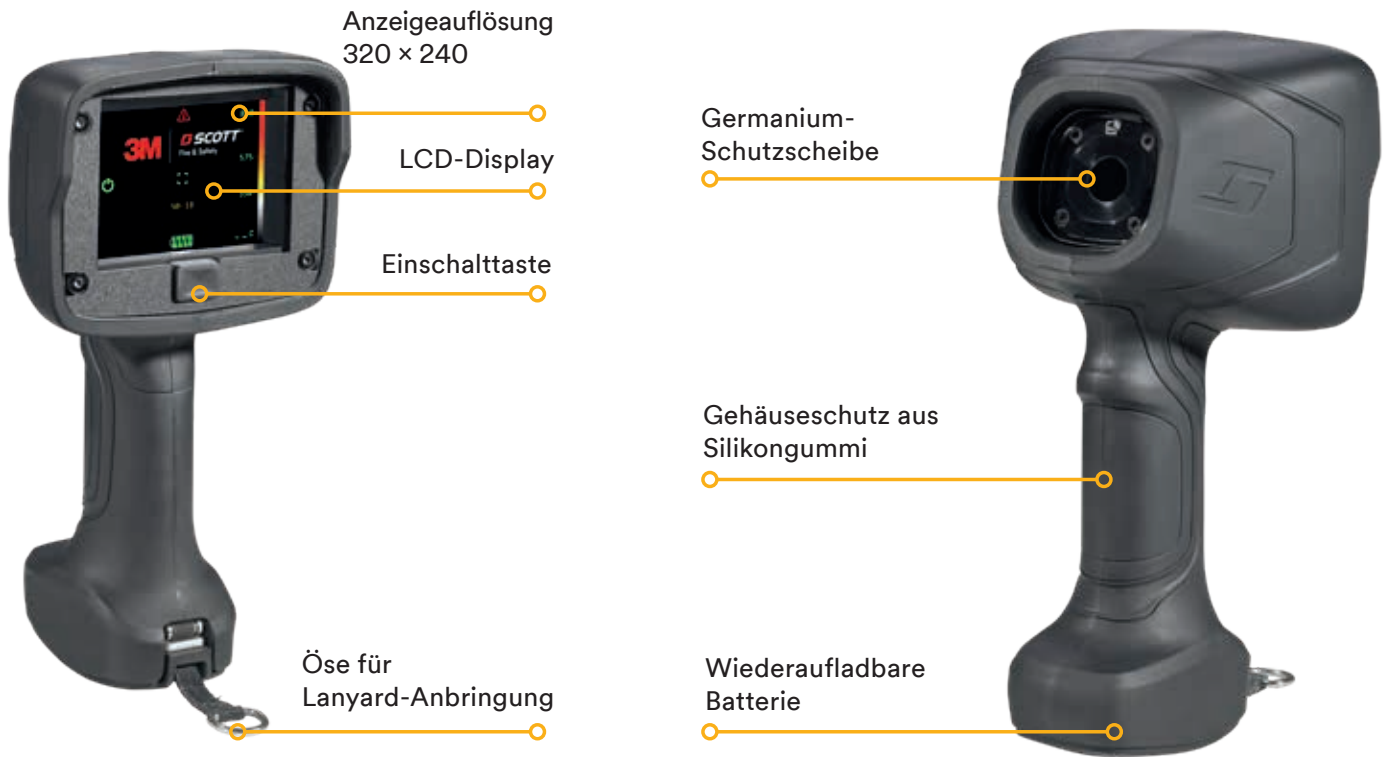 Anzeigeauflösung
320 × 240
LCD-Display
Einschalttaste
Öse für
Lanyard-Anbringung
3M
SCOTT
Fire & Safety
Germanium-
Schutzscheibe
Gehäuseschutz aus
Silikongummi
Wiederaufladbare
Batterie